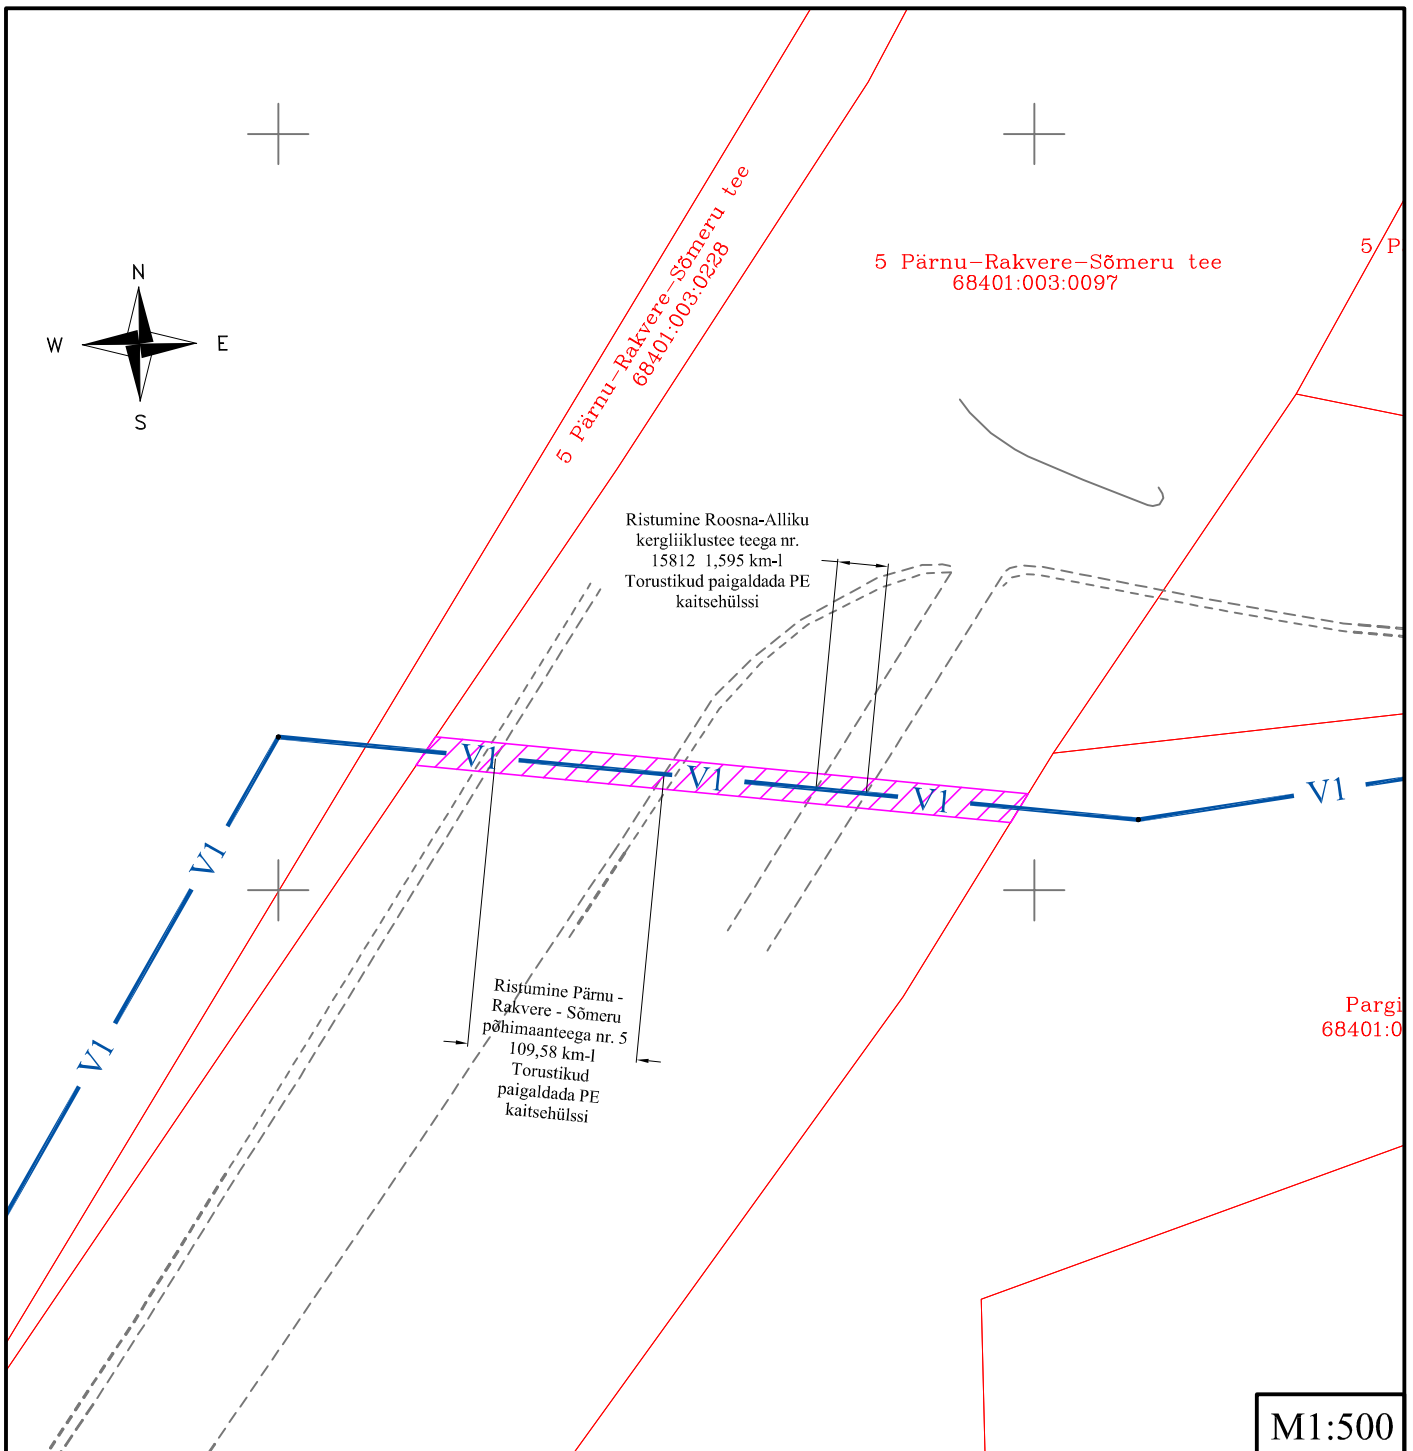 5 Pärnu-Rakvere-Sõmeru tee
68401:003:0228
5 Pärnu-Rakvere-Sõmeru tee
68401:003:0097
5 P
N
W
E
S
Ristumine Roosna-Alliku
kergliiklustee teega nr.
15812 1,595 km-l
Torustikud paigaldada PE
kaitsehülssi
V1
V1
V1
V1
V1
V1
Ristumine Pärnu -
Rakvere - Sõmeru
põhimaanteega nr. 5
109,58 km-l
Torustikud
paigaldada PE
kaitsehülssi
Pargi
68401:0
M1:500